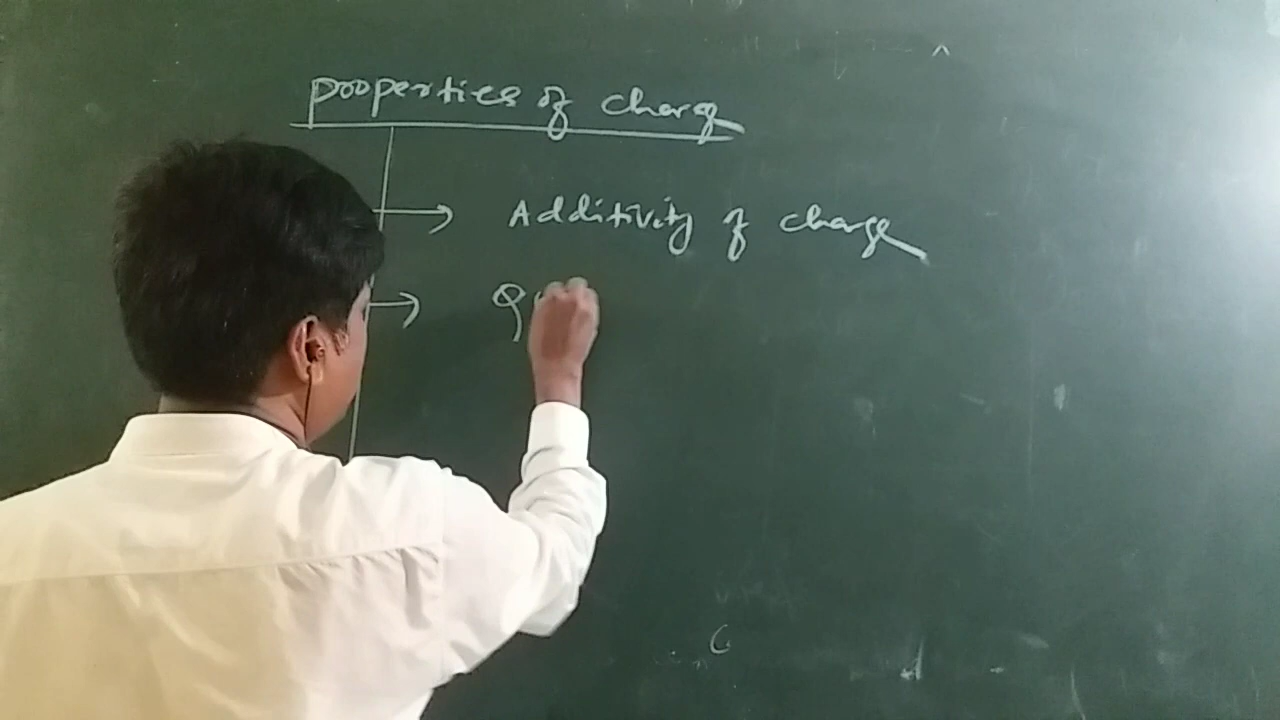 properties of charge
Additivity of charge
Q